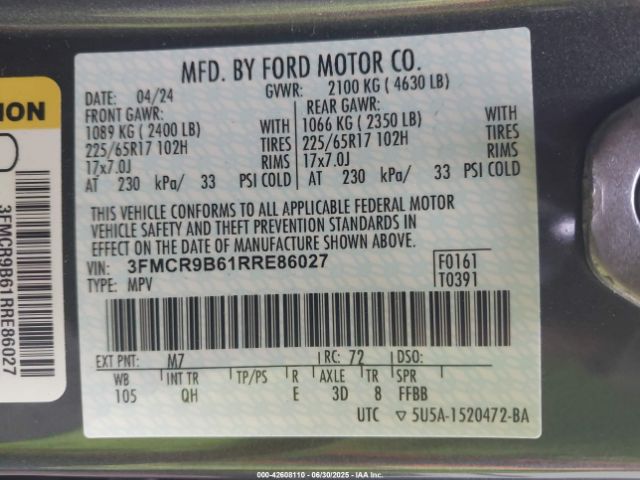 MFD. BY FORD MOTOR CO.
DATE: 04/24 GVWR: 2100 KG ( 4630 LB)
FRONT GAWR: REAR GAWR:
1089 KG ( 2400 LB) WITH 1066 KG ( 2350 LB) WITH
225/65R17 102H TIRES 225/65R17 102H TIRES
17x7.0J RIMS 17x7.0J RIMS
AT 230 kPa/ 33 PSI COLD AT 230 kPa/ 33 PSI COLD
THIS VEHICLE CONFORMS TO ALL APPLICABLE FEDERAL MOTOR
VEHICLE SAFETY AND THEFT PREVENTION STANDARDS IN
EFFECT ON THE DATE OF MANUFACTURE SHOWN ABOVE.
VIN: 3FMCR9B61RRE86027 F0161
TYPE: MPV T0391
EXT PNT: M7 RC: 72 DSO:
WB INT TR TP/PS R AXLE TR SPR
105 QH E 3D 8 FFBB
UTC ▽ 5U5A-1520472-BA
ION
3FMCR9B61RRE86027
000-42608110 - 06/30/2025 - IAA Inc.